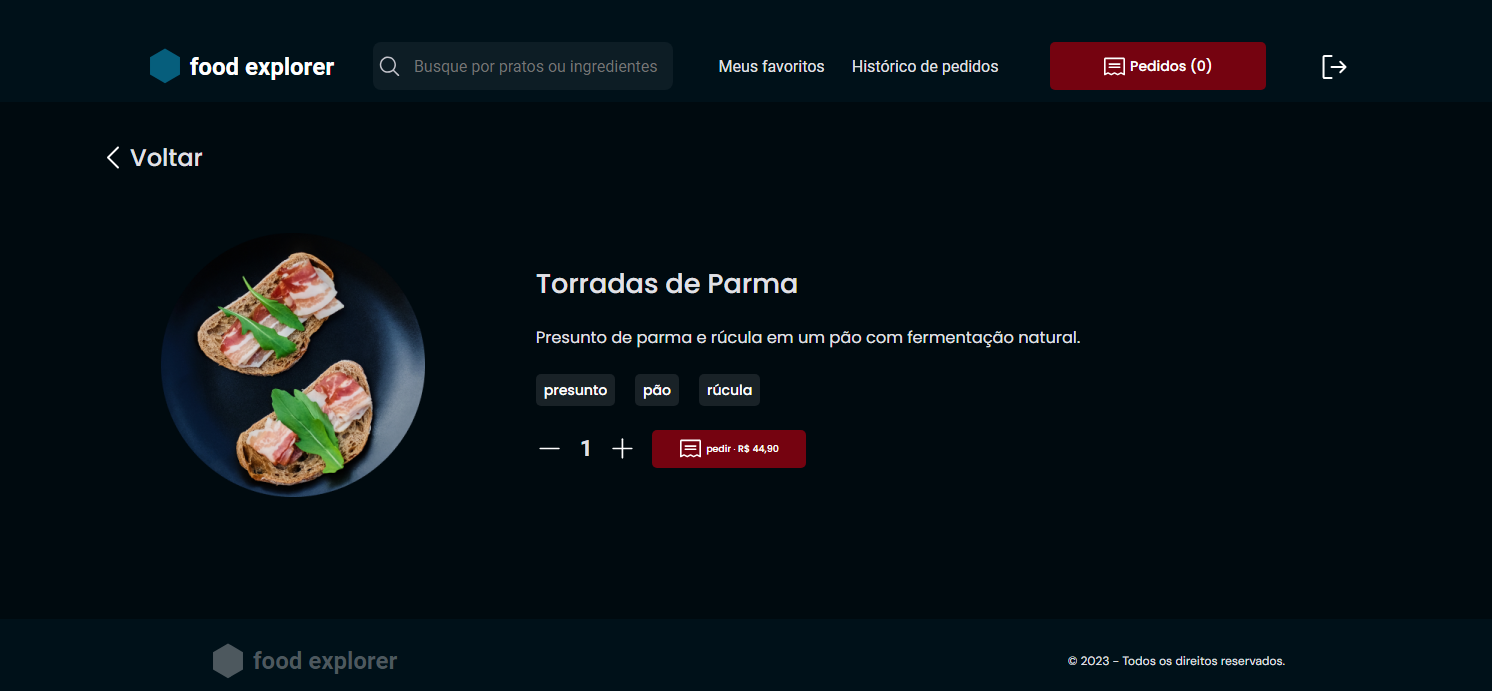 food explorer
Busque por pratos ou ingredientes
Meus favoritos
Histórico de pedidos
Pedidos (0)
Voltar
Torradas de Parma
Presunto de parma e rúcula em um pão com fermentação natural.
presunto
pão
rúcula
1
pedir · R$ 44,90
food explorer
© 2023 - Todos os direitos reservados.